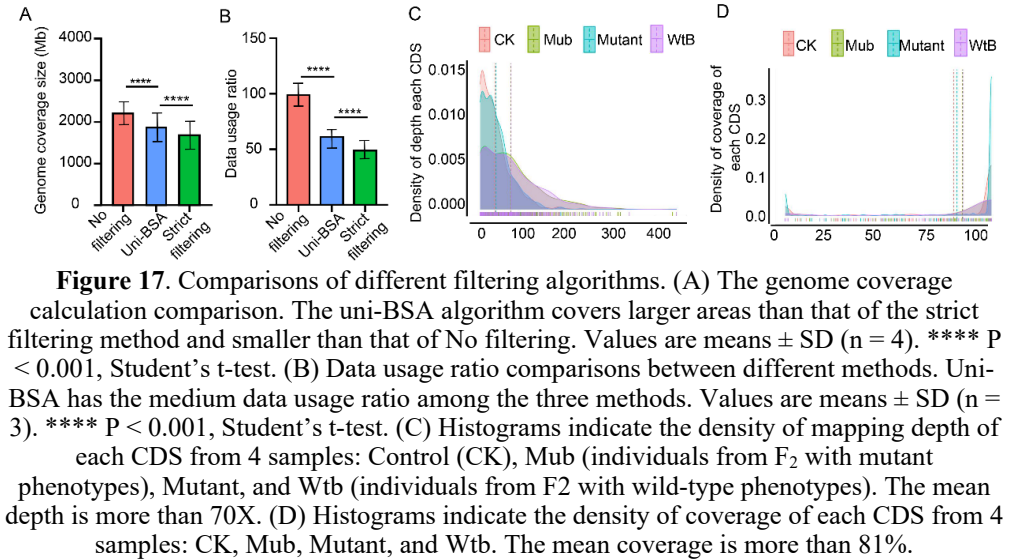 A
Genome coverage size (Mb)
4000
3000
2000
1000
0
****
****
No filtering
Uni-BSA
Strict filtering
B
Data usage ratio
150
100
50
0
****
****
No filtering
Uni-BSA
Strict filtering
C
CK Mub Mutant WtB
Density of depth each CDS
0.015
0.010
0.005
0.000
0 100 200 300 400
D
CK Mub Mutant WtB
Density of coverage of each CDS
0.3
0.2
0.1
0.0
0 25 50 75 100
Figure 17. Comparisons of different filtering algorithms. (A) The genome coverage
calculation comparison. The uni-BSA algorithm covers larger areas than that of the strict
filtering method and smaller than that of No filtering. Values are means ± SD (n = 4). **** P
< 0.001, Student’s t-test. (B) Data usage ratio comparisons between different methods. Uni-
BSA has the medium data usage ratio among the three methods. Values are means ± SD (n =
3). **** P < 0.001, Student’s t-test. (C) Histograms indicate the density of mapping depth of
each CDS from 4 samples: Control (CK), Mub (individuals from F2 with mutant
phenotypes), Mutant, and Wtb (individuals from F2 with wild-type phenotypes). The mean
depth is more than 70X. (D) Histograms indicate the density of coverage of each CDS from 4
samples: CK, Mub, Mutant, and Wtb. The mean coverage is more than 81%.